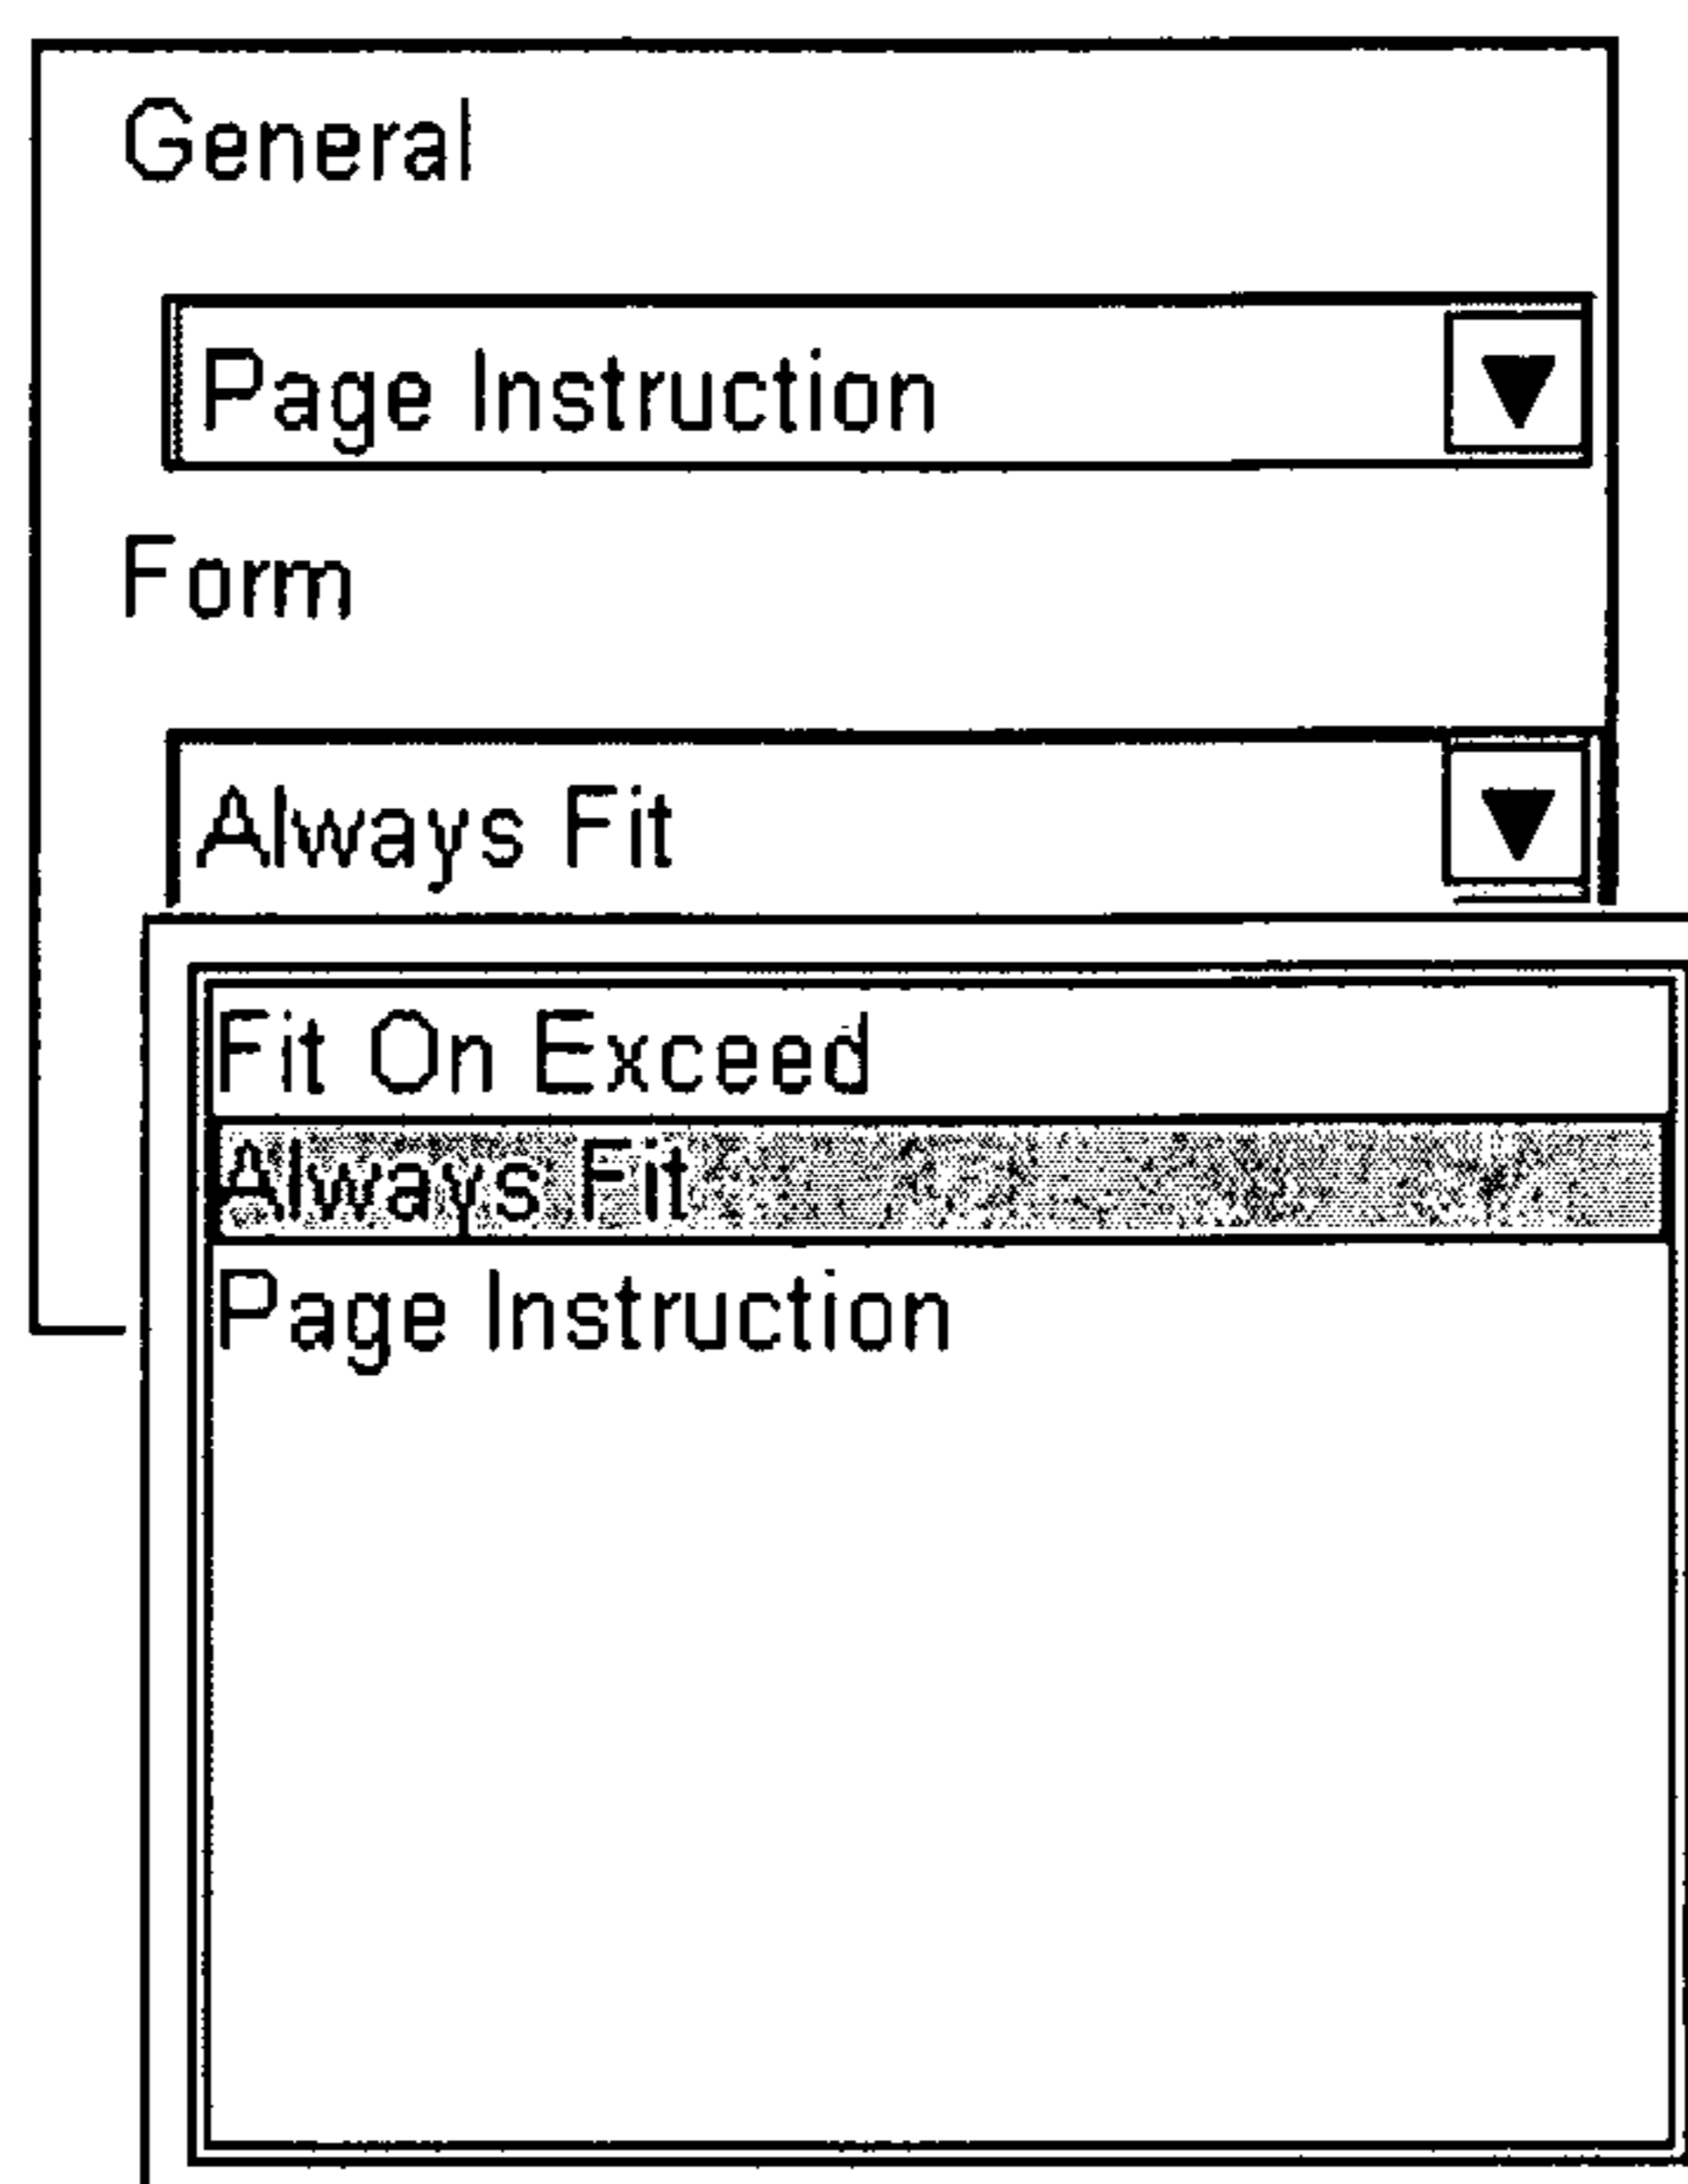 General
Page Instruction
Form
Always Fit
Fit On Exceed
Always Fit
Page Instruction